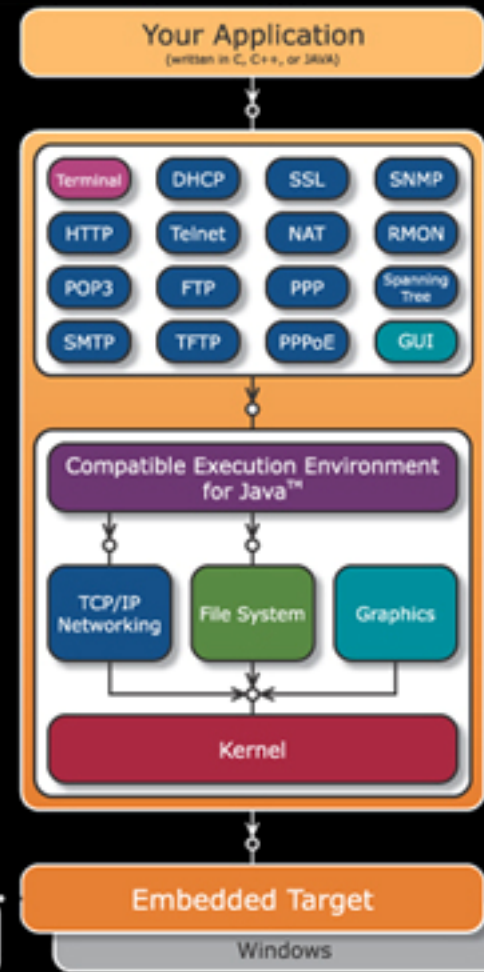 Your Application
(written in C, C++, or JAVA)
Terminal DHCP SSL SNMP
HTTP Telnet NAT RMON
POP3 FTP PPP Spanning Tree
SMTP TFTP PPPoE GUI
Compatible Execution Environment
for Java™
TCP/IP
Networking
File System
Graphics
Kernel
Embedded Target
Windows